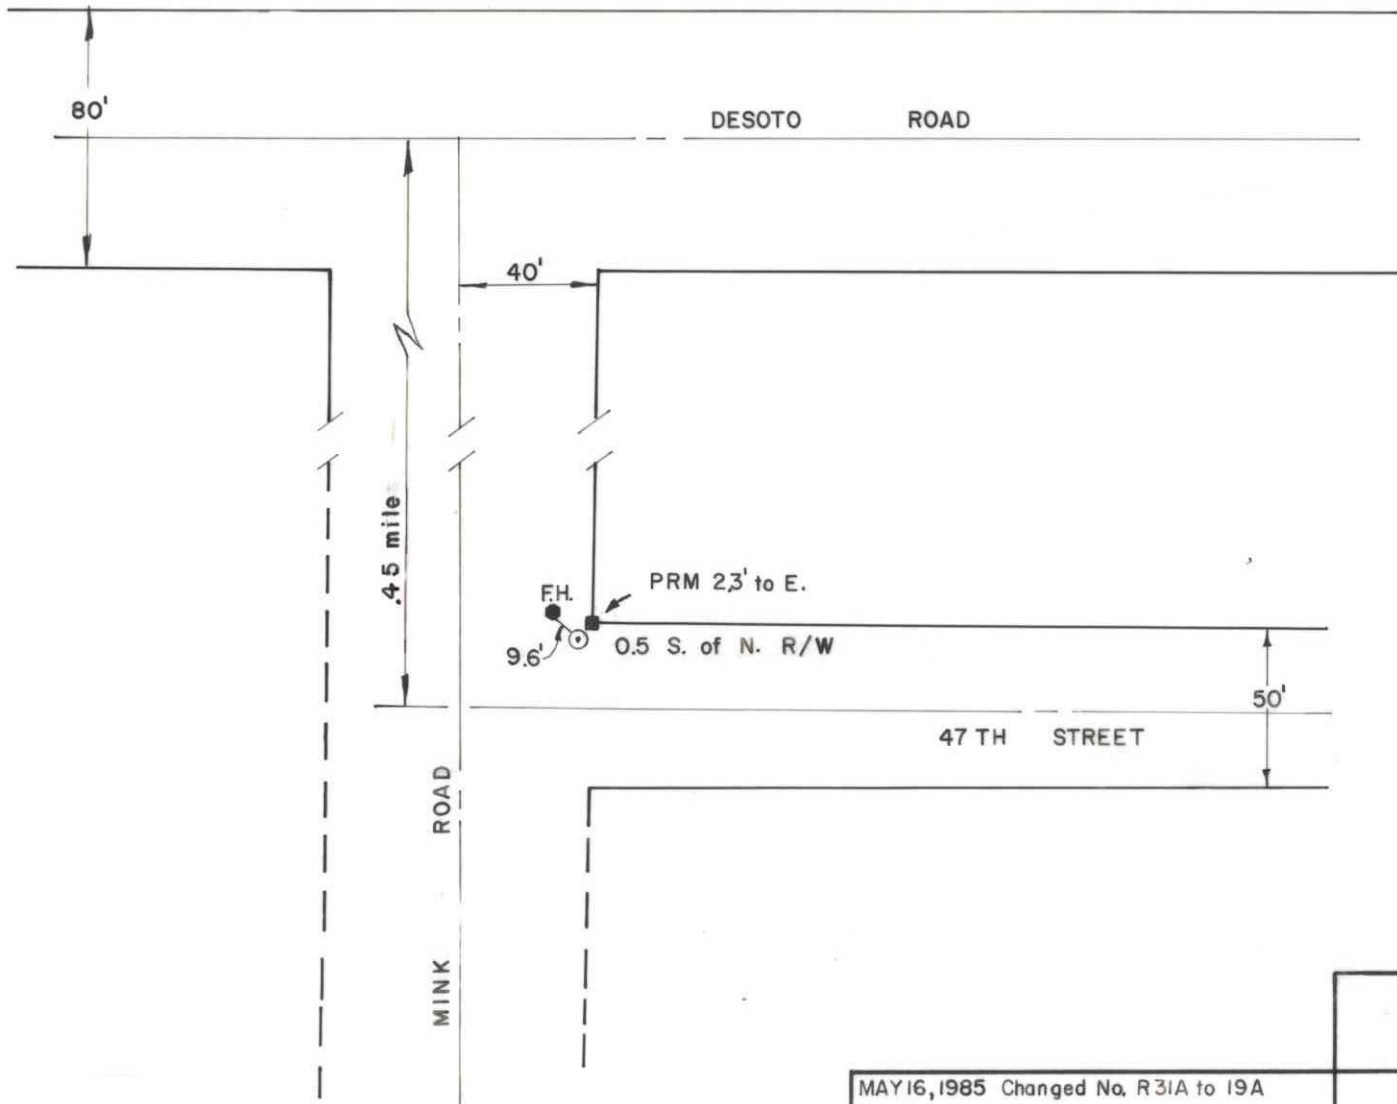 80'
DESOTO ROAD
40'
.45 mile
F.H.
PRM 2.3' to E.
9.6'
0.5 S. of N. R/W
50'
47 TH STREET
MINK ROAD
MAY 16, 1985 Changed No. R31A to 19A